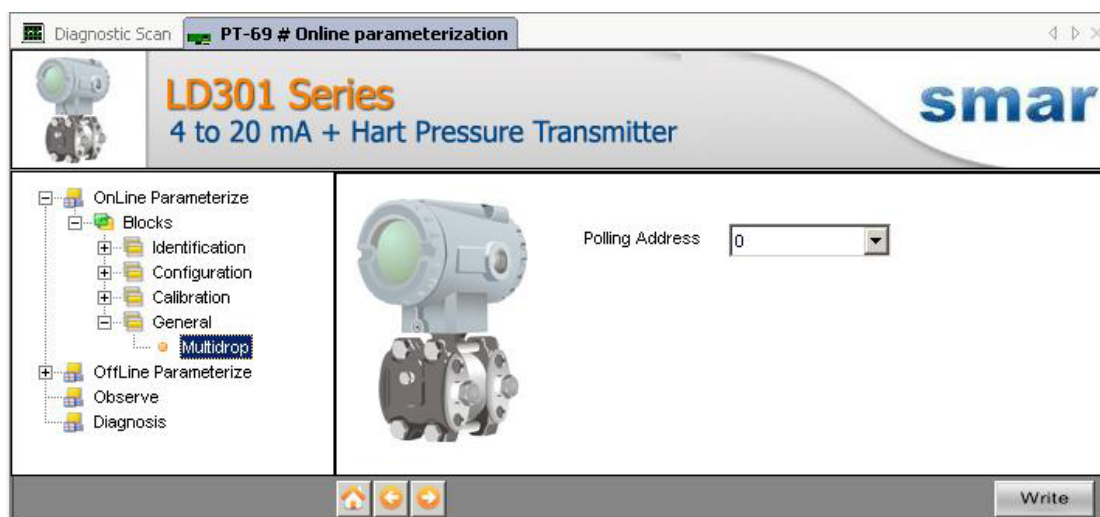 Diagnostic Scan
PT-69 # Online parameterization
LD301 Series
4 to 20 mA + Hart Pressure Transmitter
smar
OnLine Parameterize
Blocks
Identification
Configuration
Calibration
General
Multidrop
OffLine Parameterize
Observe
Diagnosis
Polling Address 0
Write